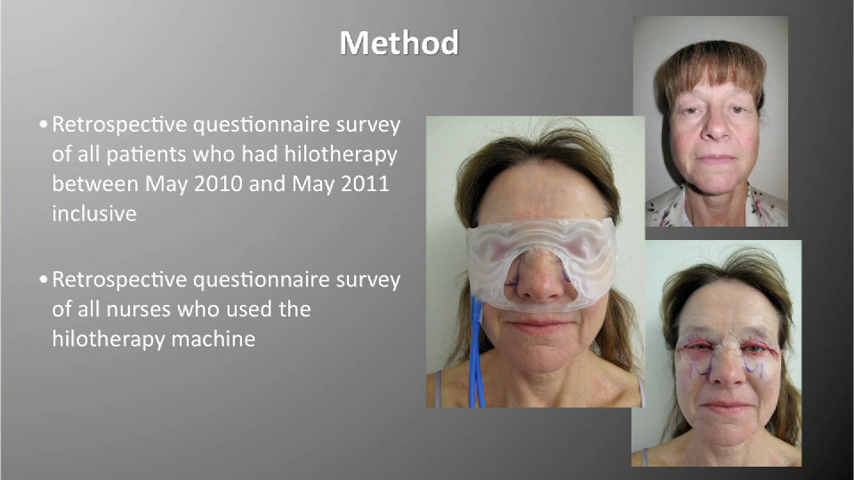 Method
•Retrospective questionnaire survey
of all patients who had hilotherapy
between May 2010 and May 2011
inclusive
•Retrospective questionnaire survey
of all nurses who used the
hilotherapy machine